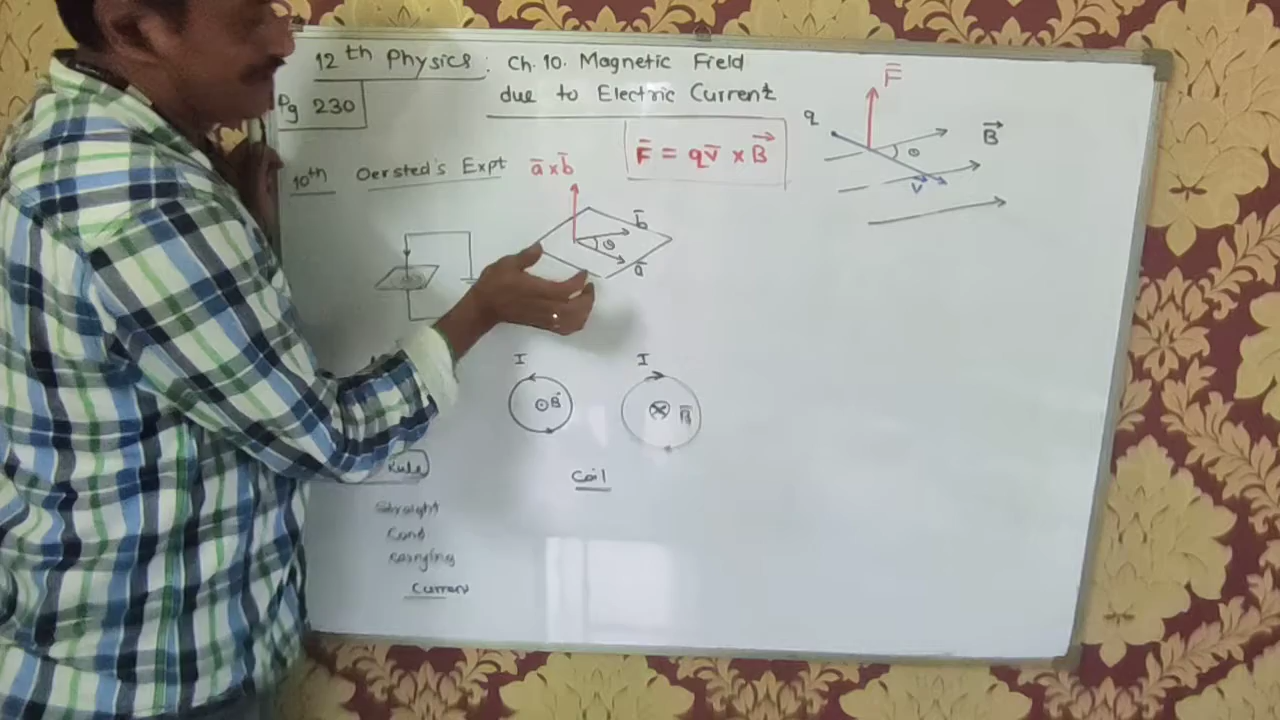 12th Physics : Ch. 10. Magnetic Field
due to Electric Current
Pg 230
10th Oersted's Expt
a̅ x b̅
F̅ = qv̅ x B⃗
b̅
θ
a̅
q
F̅
θ
B⃗
v
I
B
I
B̅
Coil
Rule
Straight
Cond
Carrying
Current